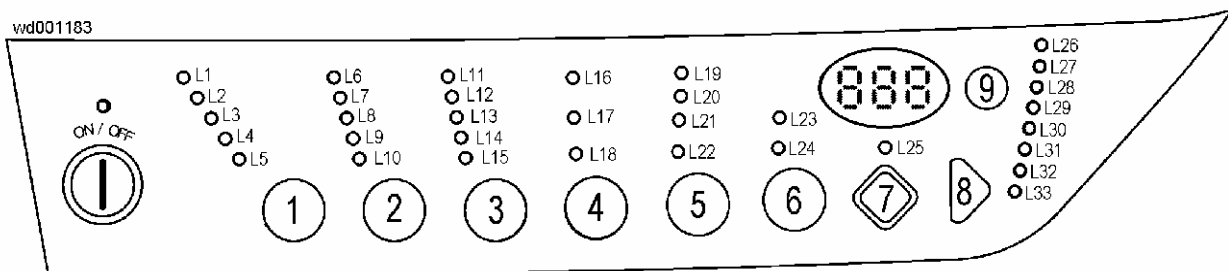 wd001183
ON / OFF
L1
L2
L3
L4
L5
L6
L7
L8
L9
L10
L11
L12
L13
L14
L15
L16
L17
L18
L19
L20
L21
L22
L23
L24
888
L25
9
L26
L27
L28
L29
L30
L31
L32
L33
1
2
3
4
5
6
7
8